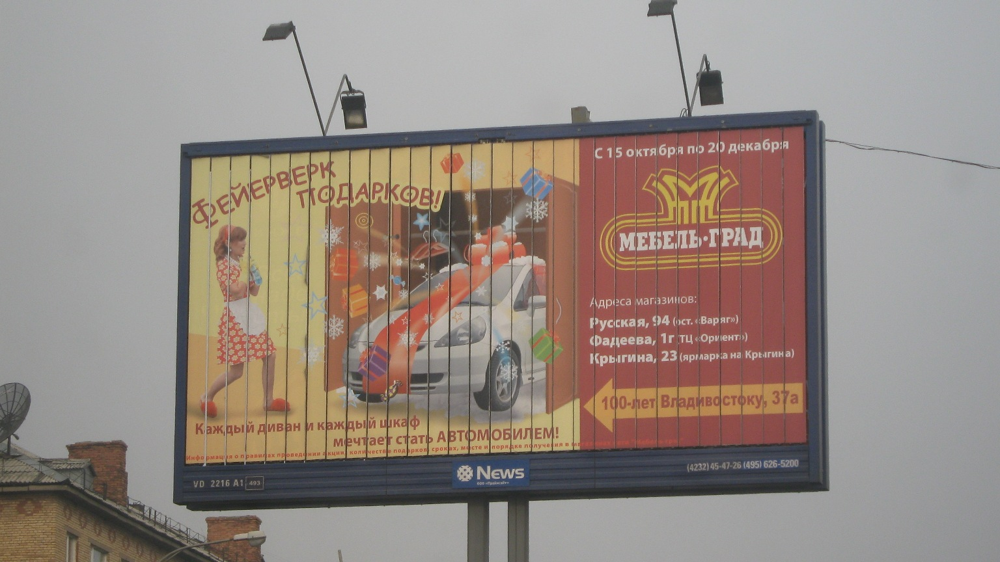 ФЕЙЕРВЕРК
ПОДАРКОВ!
Каждый диван и каждый шкаф
мечтает стать АВТОМОБИЛЕМ!
Информация о правилах проведения акции, количестве подарков, сроках, месте и порядке получения в
С 15 октября по 20 декабря
МЕБЕЛЬ·ГРАД
Адреса магазинов:
Русская, 94 (ост. «Варяг»)
Фадеева, 1г (ТЦ «Ориент»)
Крыгина, 23 (ярмарка на Крыгина)
100-лет Владивостоку, 37а
VD 2216 A1 493
News
ООО «Праймсайт»
(4232) 45-47-26 (495) 626-5200